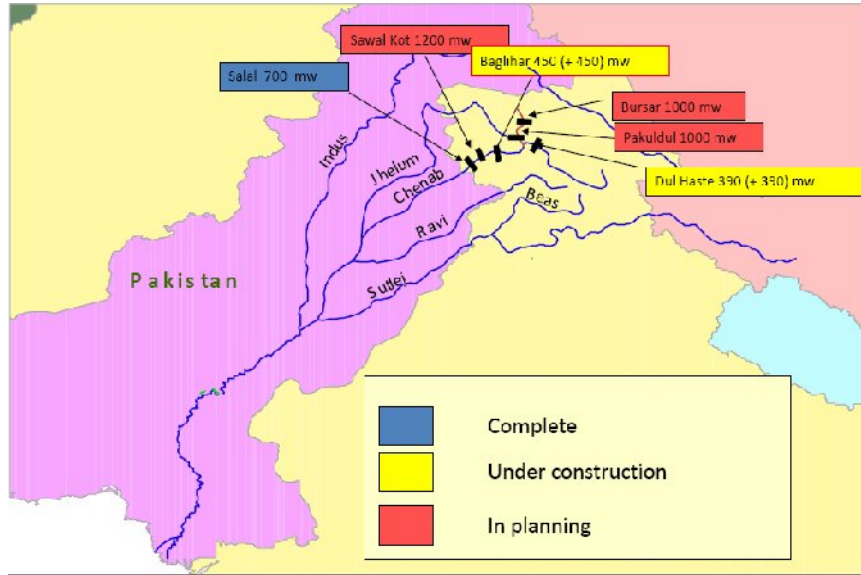 Sawal Kot 1200 mw
Baglihar 450 (+ 450) mw
Salal 700 mw
Bursar 1000 mw
Pakuldul 1000 mw
Dul Haste 390 (+ 390) mw
Indus
Jhelum
Chenab
Ravi
Beas
Sutlej
Pakistan
Complete
Under construction
In planning